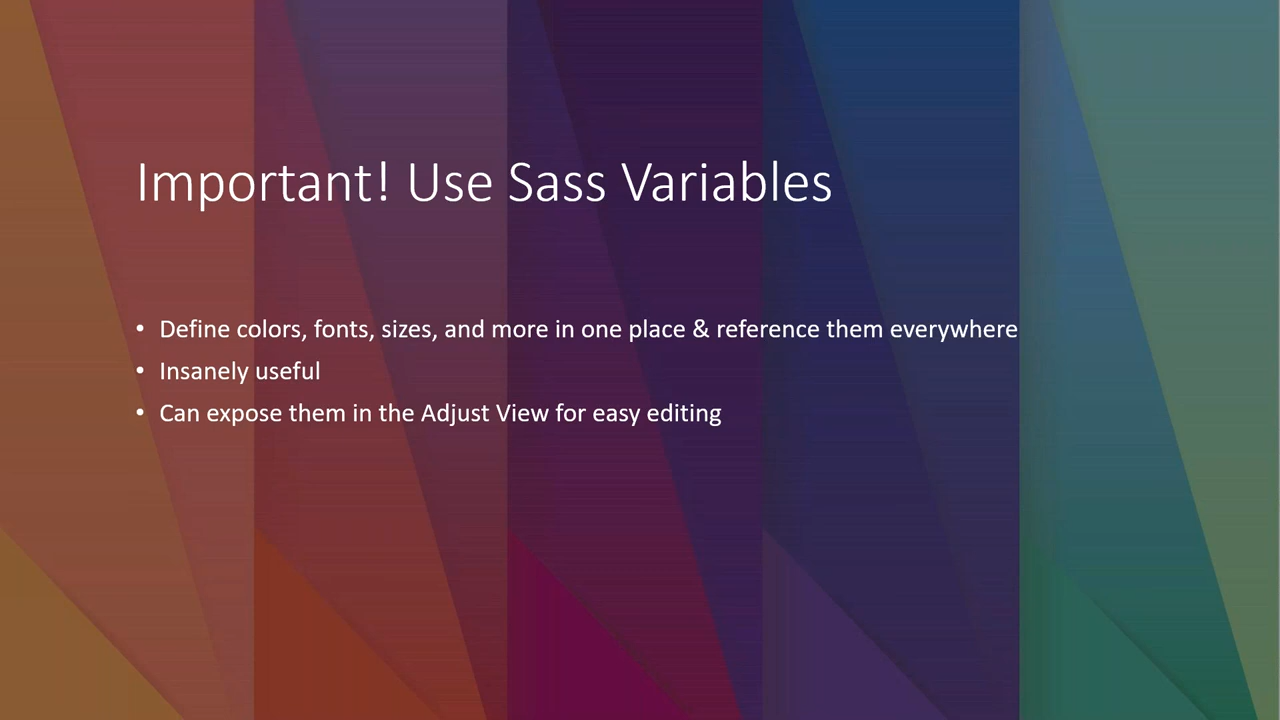 Important! Use Sass Variables
• Define colors, fonts, sizes, and more in one place & reference them everywhere
• Insanely useful
• Can expose them in the Adjust View for easy editing